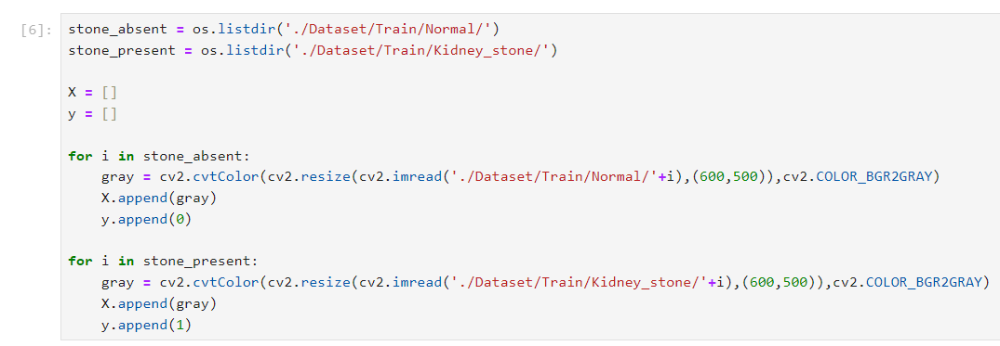 [6]: stone_absent = os.listdir('./Dataset/Train/Normal/')
stone_present = os.listdir('./Dataset/Train/Kidney_stone/')
X = []
y = []
for i in stone_absent:
    gray = cv2.cvtColor(cv2.resize(cv2.imread('./Dataset/Train/Normal/'+i),(600,500)),cv2.COLOR_BGR2GRAY)
    X.append(gray)
    y.append(0)
for i in stone_present:
    gray = cv2.cvtColor(cv2.resize(cv2.imread('./Dataset/Train/Kidney_stone/'+i),(600,500)),cv2.COLOR_BGR2GRAY)
    X.append(gray)
    y.append(1)